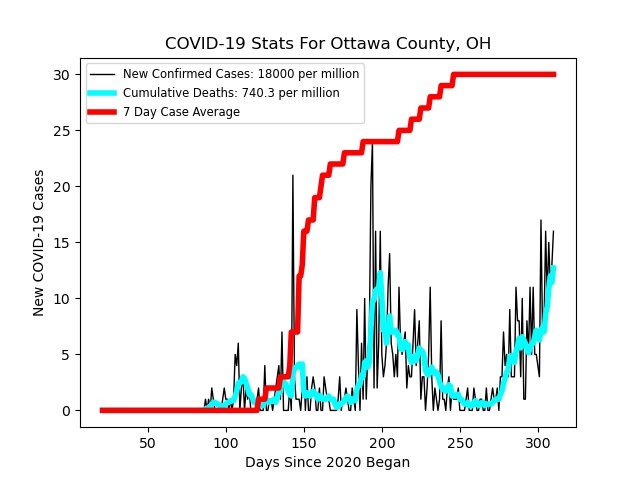 COVID-19 Stats For Ottawa County, OH
New Confirmed Cases: 18000 per million
Cumulative Deaths: 740.3 per million
7 Day Case Average
New COVID-19 Cases
30
25
20
15
10
5
0
50 100 150 200 250 300
Days Since 2020 Began